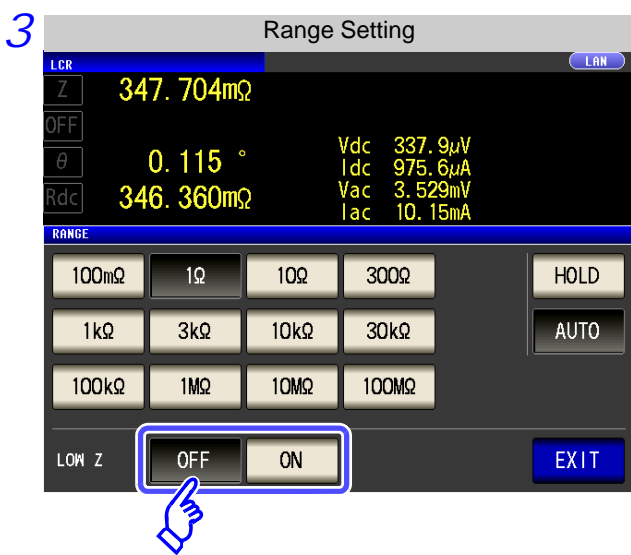 3
Range Setting
LCR
LAN
Z 347.704mΩ
OFF
θ 0.115 °
Rdc 346.360mΩ
Vdc 337.9μV
Idc 975.6μA
Vac 3.529mV
Iac 10.15mA
RANGE
100mΩ 1Ω 10Ω 300Ω HOLD
1kΩ 3kΩ 10kΩ 30kΩ AUTO
100kΩ 1MΩ 10MΩ 100MΩ
LOW Z OFF ON EXIT